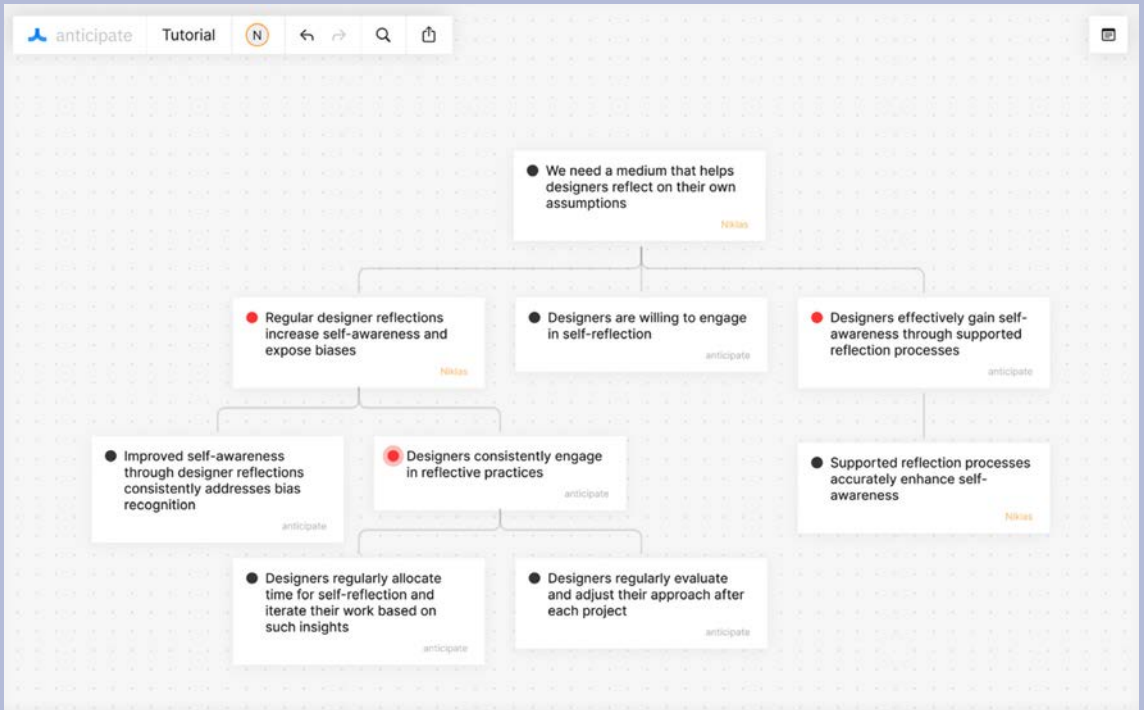 anticipate Tutorial N
We need a medium that helps
designers reflect on their own
assumptions
Niklas
Regular designer reflections
increase self-awareness and
expose biases
Niklas
Designers are willing to engage
in self-reflection
anticipate
Designers effectively gain self-
awareness through supported
reflection processes
anticipate
Improved self-awareness
through designer reflections
consistently addresses bias
recognition
anticipate
Designers consistently engage
in reflective practices
anticipate
Supported reflection processes
accurately enhance self-
awareness
Niklas
Designers regularly allocate
time for self-reflection and
iterate their work based on
such insights
anticipate
Designers regularly evaluate
and adjust their approach after
each project
anticipate